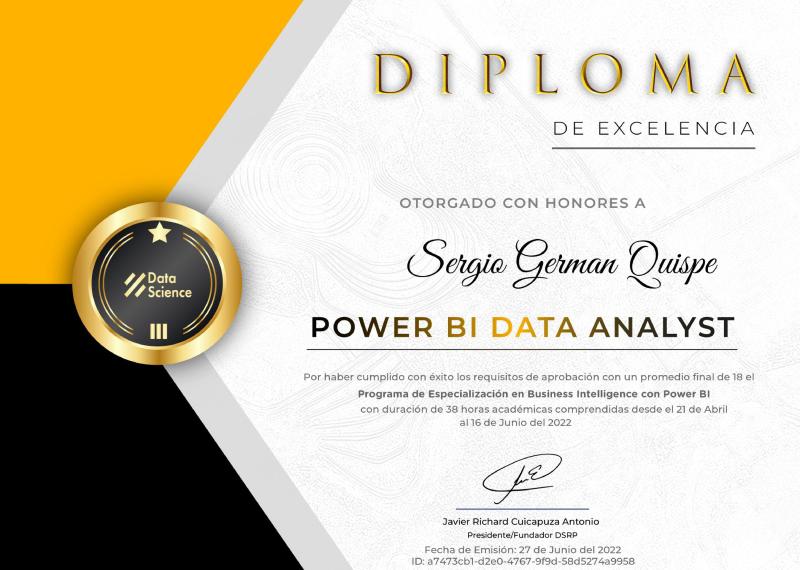 DIPLOMA
DE EXCELENCIA
OTORGADO CON HONORES A
Sergio German Quispe
POWER BI DATA ANALYST
Data
Science
III
Por haber cumplido con éxito los requisitos de aprobación con un promedio final de 18 el
Programa de Especialización en Business Intelligence con Power BI
con duración de 38 horas académicas comprendidas desde el 21 de Abril
al 16 de Junio del 2022
Javier Richard Cuicapuza Antonio
Presidente/Fundador DSRP
Fecha de Emisión: 27 de Junio del 2022
ID: a7473cb1-d2e0-4767-9f9d-58d5274a9958